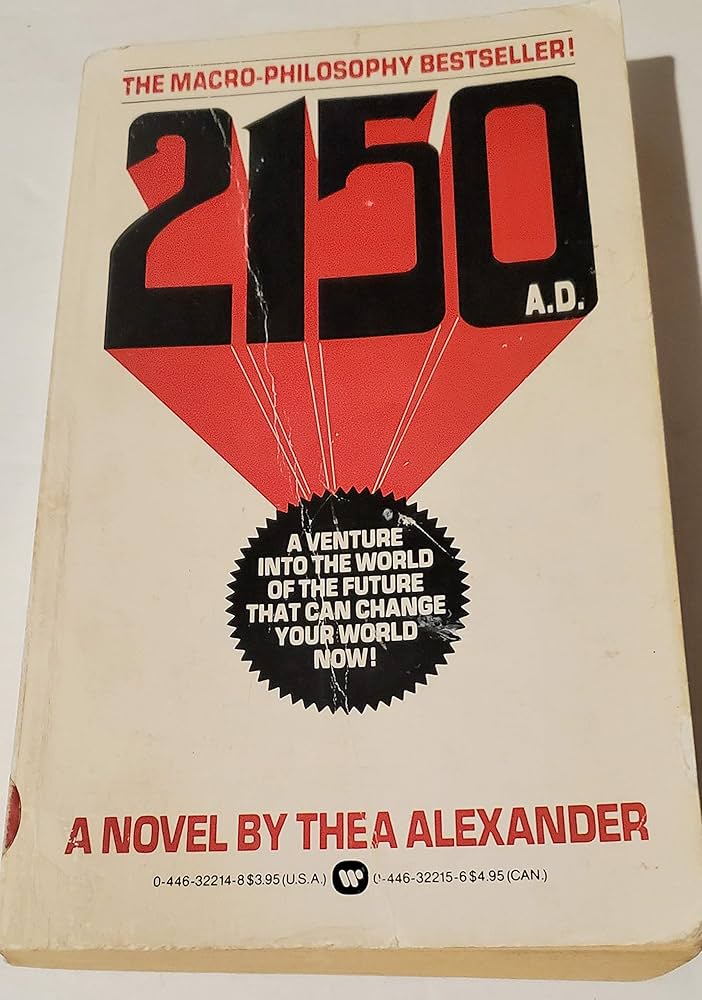 THE MACRO-PHILOSOPHY BESTSELLER!
2150
A.D.
A VENTURE
INTO THE WORLD
OF THE FUTURE
THAT CAN CHANGE
YOUR WORLD
NOW!
A NOVEL BY THEA ALEXANDER
0-446-32214-8 $3.95 (U.S.A.) W 0-446-32215-6 $4.95 (CAN.)